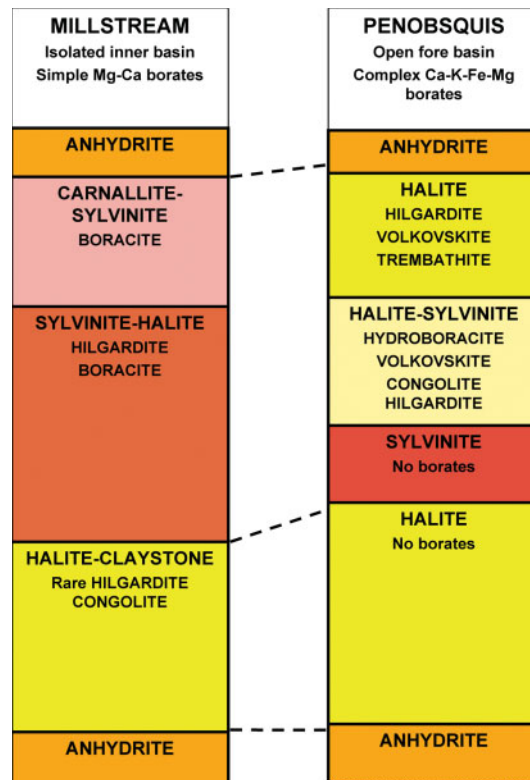 MILLSTREAM
Isolated inner basin
Simple Mg-Ca borates
ANHYDRITE
CARNALLITE-
SYLVINITE
BORACITE
SYLVINITE-HALITE
HILGARDITE
BORACITE
HALITE-CLAYSTONE
Rare HILGARDITE
CONGOLITE
ANHYDRITE
PENOBSQUIS
Open fore basin
Complex Ca-K-Fe-Mg
borates
ANHYDRITE
HALITE
HILGARDITE
VOLKOVSKITE
TREMBATHITE
HALITE-SYLVINITE
HYDROBORACITE
VOLKOVSKITE
CONGOLITE
HILGARDITE
SYLVINITE
No borates
HALITE
No borates
ANHYDRITE